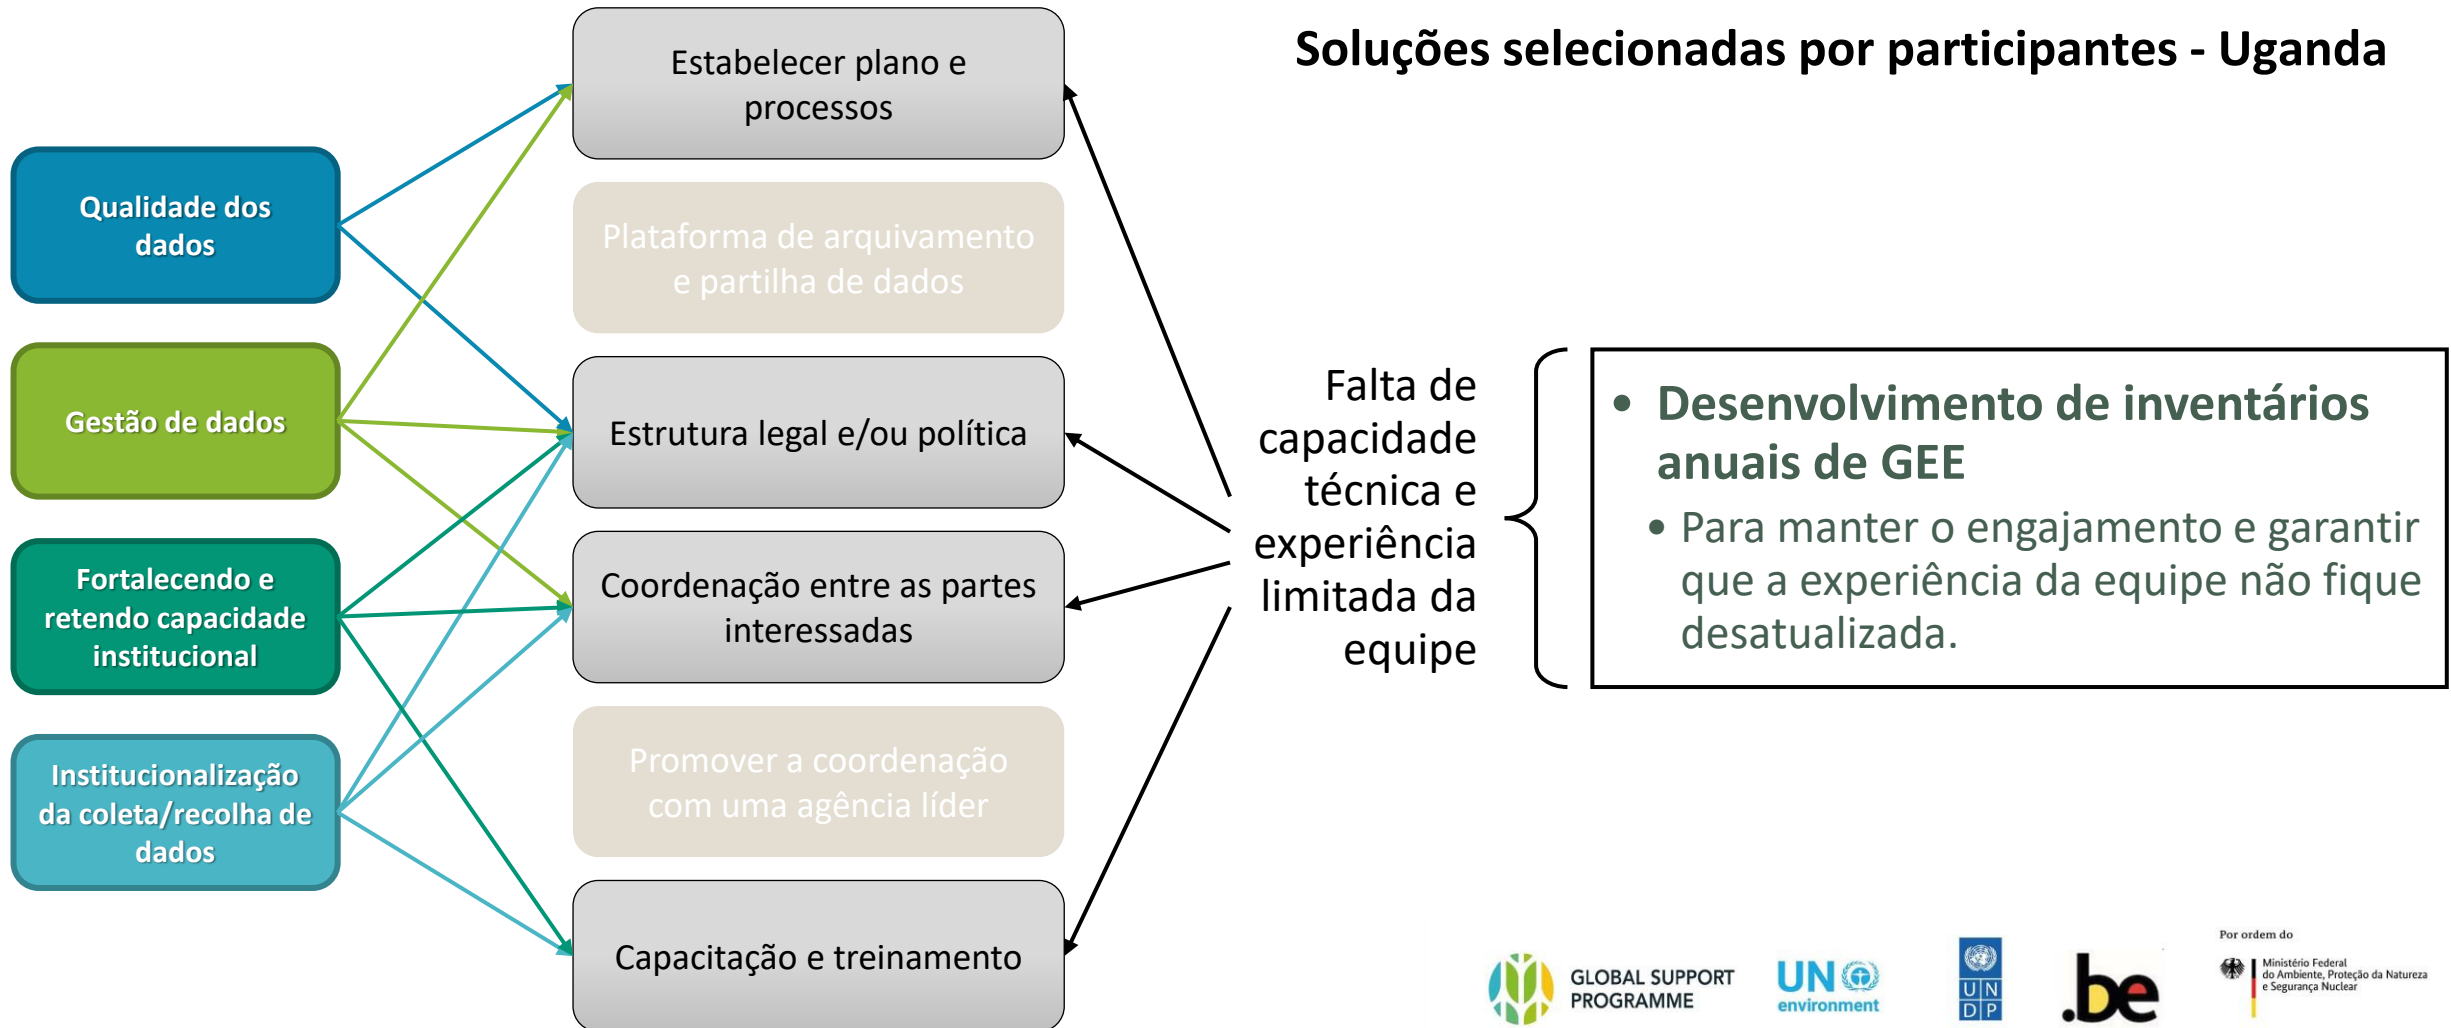 Soluções selecionadas por participantes - Uganda
Qualidade dos
dados
Gestão de dados
Fortalecendo e
retendo capacidade
institucional
Institucionalização
da coleta/recolha de
dados
Estabelecer plano e
processos
Plataforma de arquivamento
e partilha de dados
Estrutura legal e/ou política
Coordenação entre as partes
interessadas
Promover a coordenação
com uma agência líder
Capacitação e treinamento
Falta de
capacidade
técnica e
experiência
limitada da
equipe
• Desenvolvimento de inventários
anuais de GEE
• Para manter o engajamento e garantir
que a experiência da equipe não fique
desatualizada.
GLOBAL SUPPORT
PROGRAMME
UN
environment
U N
D P
.be
Por ordem do
Ministério Federal
do Ambiente, Proteção da Natureza
e Segurança Nuclear